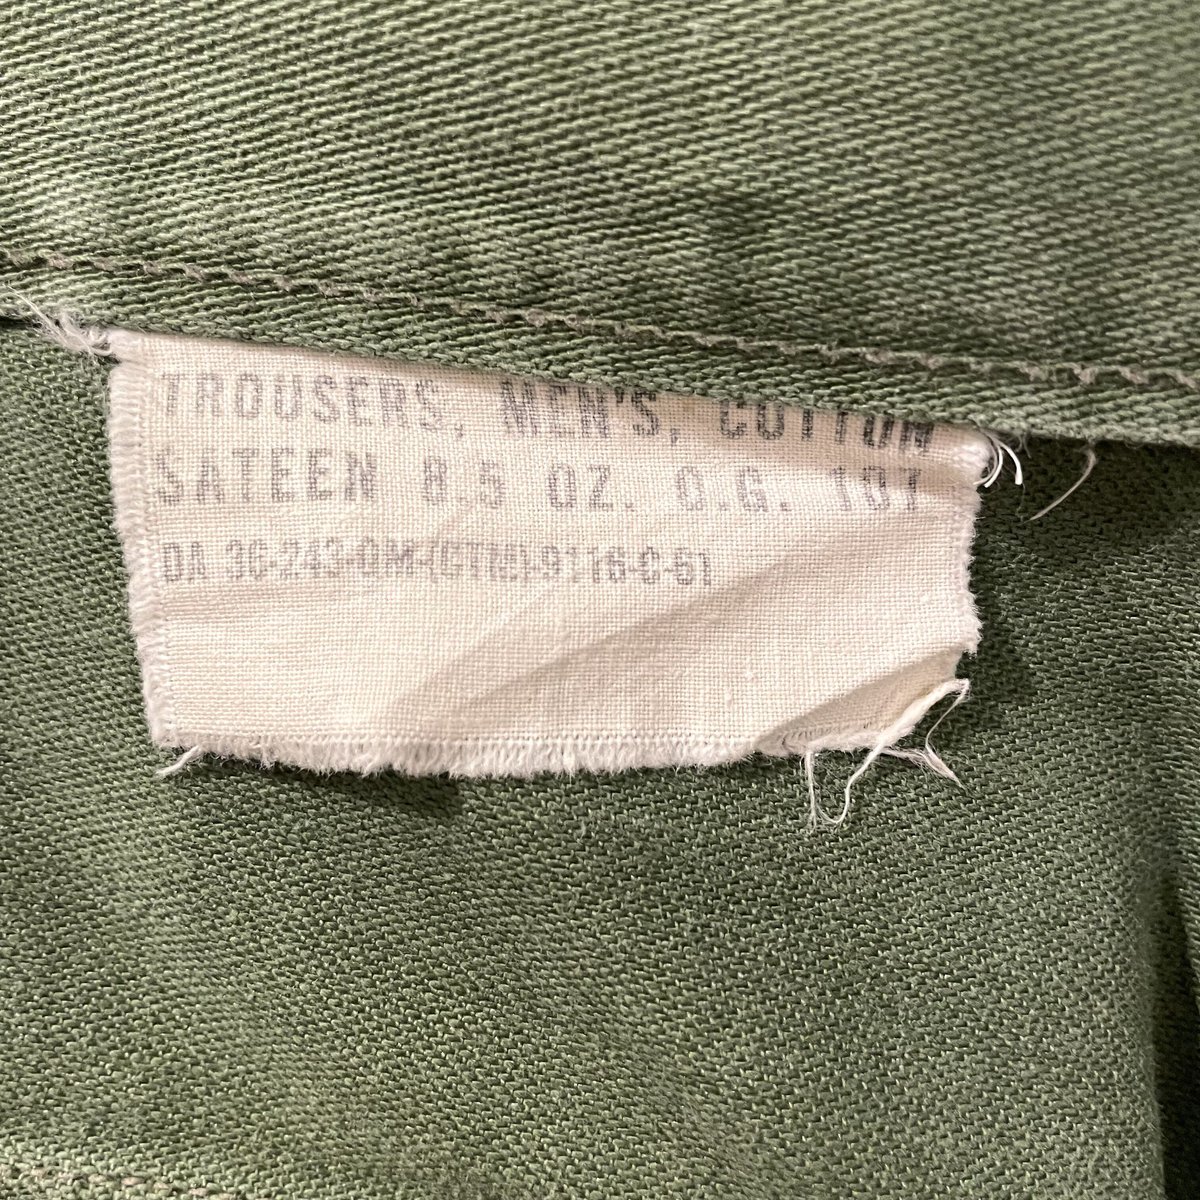 TROUSERS, MEN'S, COTTON
SATEEN 8.5 OZ. O.G. 107
DA 36-243-QM-(CTM)-9116-C-61